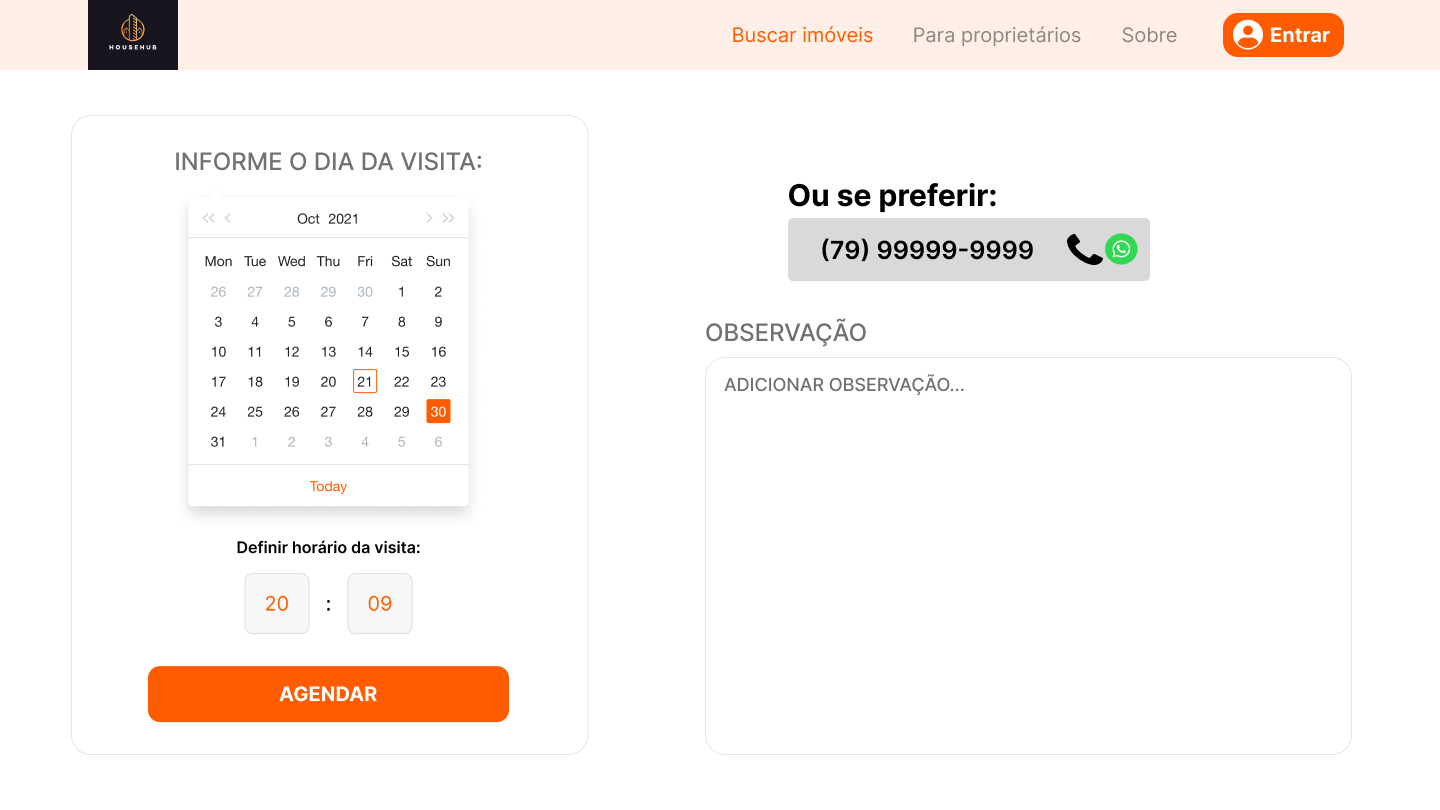 HOUSEHUB
Buscar imóveis Para proprietários Sobre Entrar
INFORME O DIA DA VISITA:
Oct 2021
Mon Tue Wed Thu Fri Sat Sun
26 27 28 29 30 1 2
3 4 5 6 7 8 9
10 11 12 13 14 15 16
17 18 19 20 21 22 23
24 25 26 27 28 29 30
31 1 2 3 4 5 6
Today
Definir horário da visita:
20 : 09
AGENDAR
Ou se preferir:
(79) 99999-9999
OBSERVAÇÃO
ADICIONAR OBSERVAÇÃO...